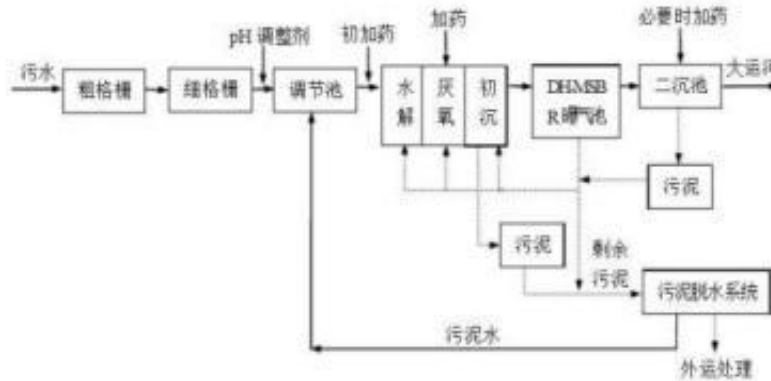 必要时加药
pH 调整剂
初加药
加药
污水
粗格栅
细格栅
调节池
水解
厌氧
初沉
DHMSB
R曝气池
二沉池
大运河
污泥
污泥
剩余
污泥
污泥脱水系统
污泥水
外运处理